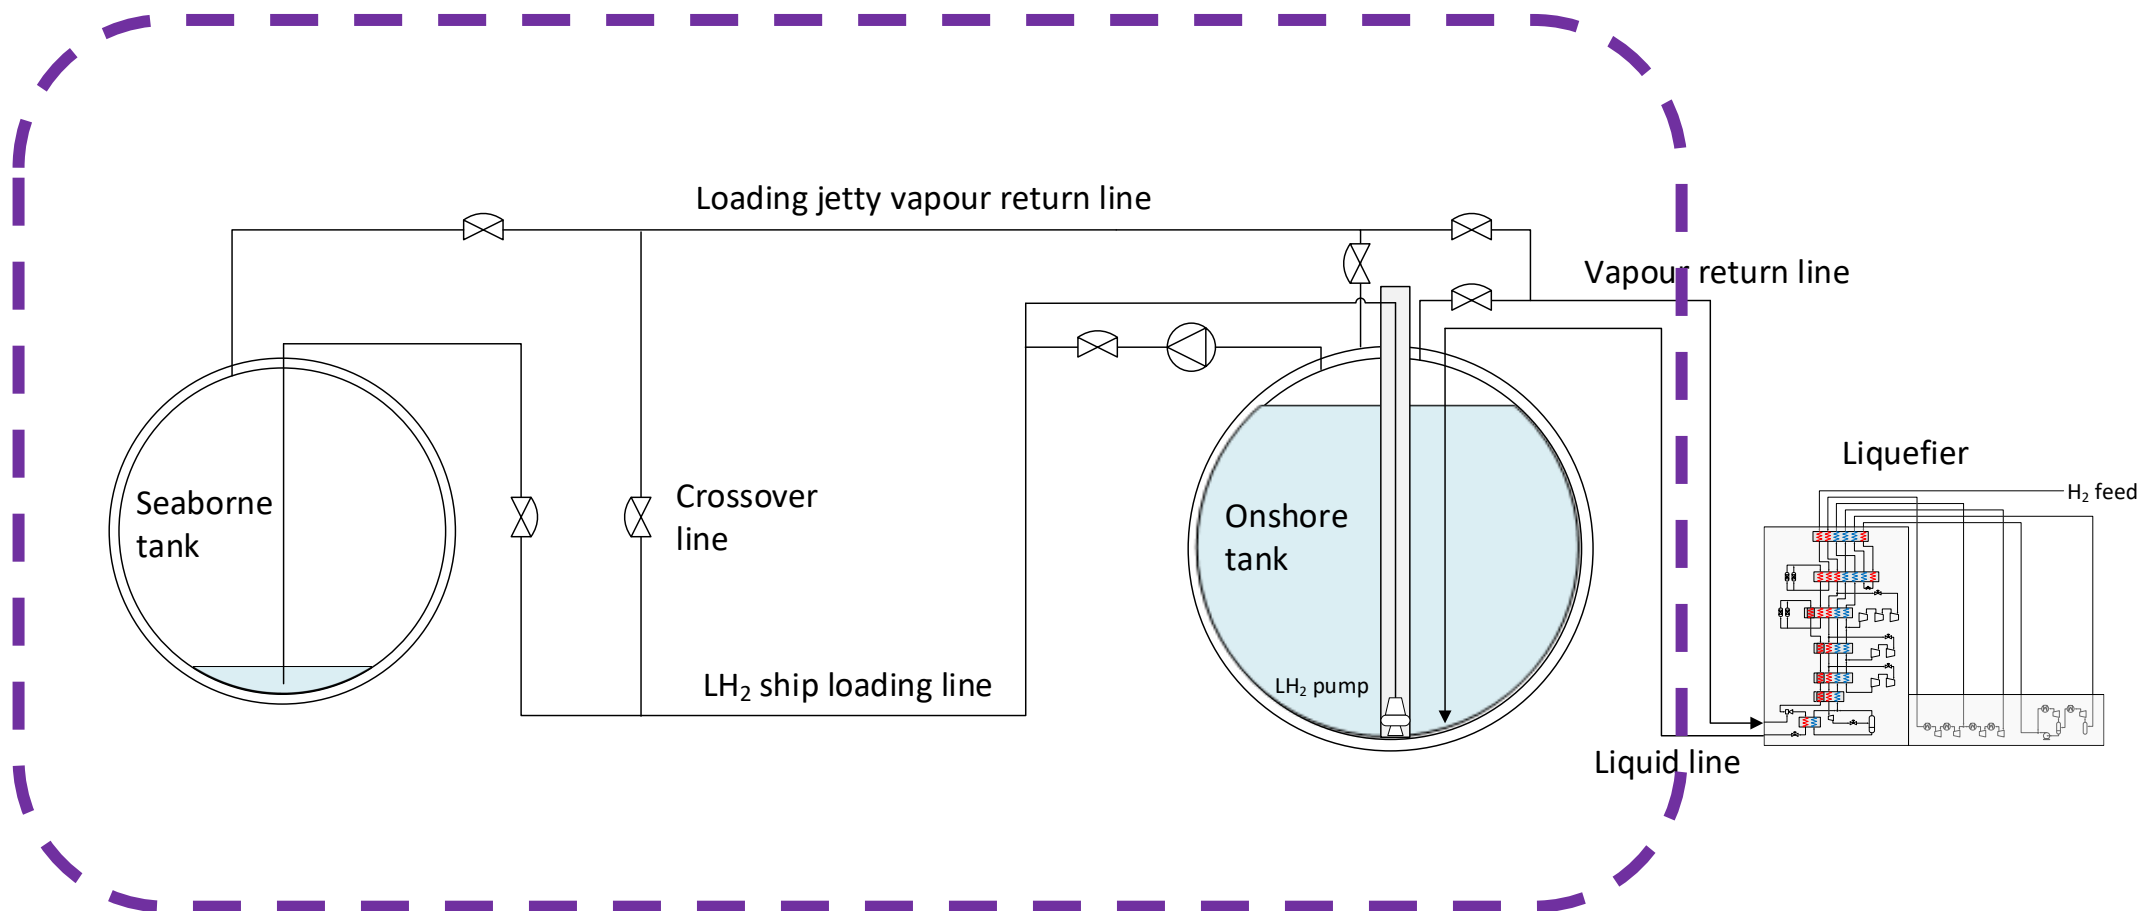 Loading jetty vapour return line
Vapour return line
Liquefier
H₂ feed
Seaborne
tank
Crossover
line
Onshore
tank
LH₂ pump
LH₂ ship loading line
Liquid line